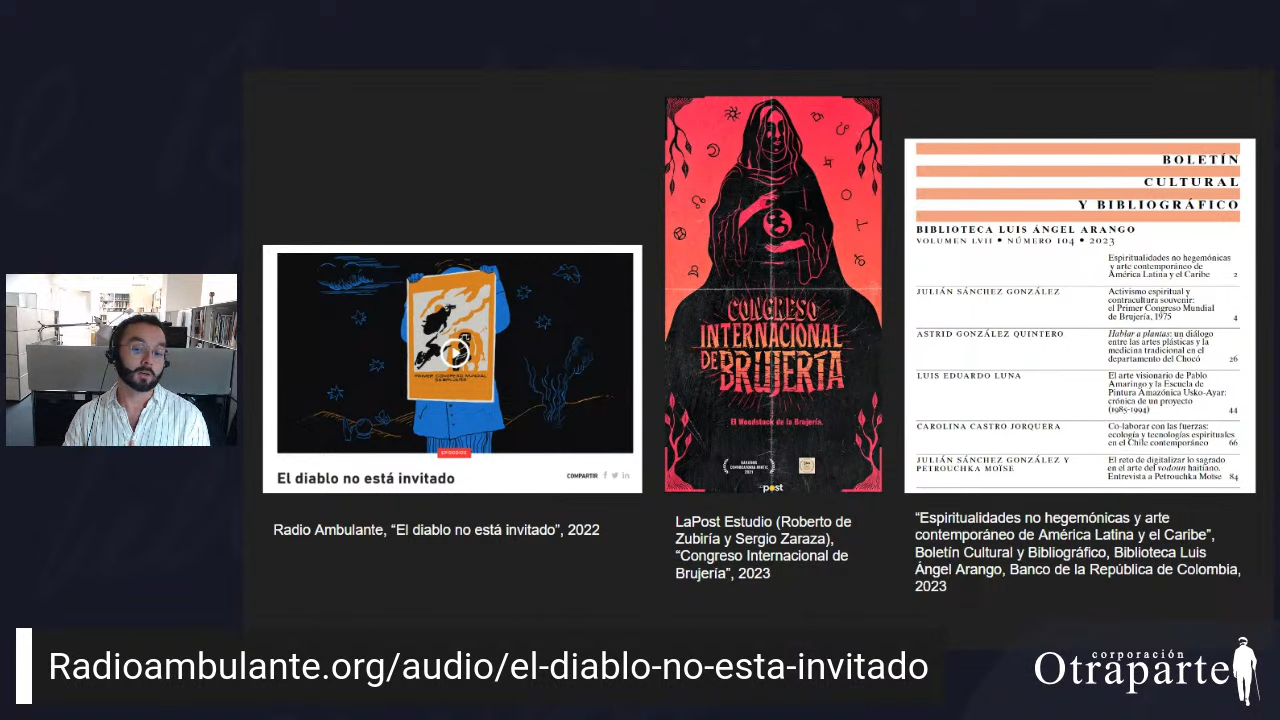 PRIMER CONGRESO MUNDIAL
DE BRUJERÍA
EPISODIOS
El diablo no está invitado
COMPARTIR
Radio Ambulante, “El diablo no está invitado”, 2022
CONGRESO
INTERNACIONAL
DE BRUJERÍA
El Woodstock de la Brujería.
post
LaPost Estudio (Roberto de
Zubiría y Sergio Zaraza),
“Congreso Internacional de
Brujería”, 2023
BOLETÍN
CULTURAL
Y BIBLIOGRÁFICO
BIBLIOTECA LUIS ÁNGEL ARANGO
VOLUMEN LVII • NÚMERO 104 • 2023
Espiritualidades no hegemónicas
y arte contemporáneo de
América Latina y el Caribe 2
JULIÁN SÁNCHEZ GONZÁLEZ
Activismo espiritual y
contracultura souvenir:
el Primer Congreso Mundial
de Brujería, 1975 4
ASTRID GONZÁLEZ QUINTERO
Hablar a plantas: un diálogo
entre las artes plásticas y la
medicina tradicional en el
departamento del Chocó 26
LUIS EDUARDO LUNA
El arte visionario de Pablo
Amaringo y la Escuela de
Pintura Amazónica Usko-Ayar:
crónica de un proyecto
(1985-1994) 44
CAROLINA CASTRO JORQUERA
Co-laborar con las fuerzas:
ecología y tecnologías espirituales
en el Chile contemporáneo 66
JULIÁN SÁNCHEZ GONZÁLEZ Y
PETROUCHKA MOÏSE
El reto de digitalizar lo sagrado
en el arte del vodoun haitiano.
Entrevista a Petrouchka Moïse 84
“Espiritualidades no hegemónicas y arte
contemporáneo de América Latina y el Caribe”,
Boletín Cultural y Bibliográfico, Biblioteca Luis
Ángel Arango, Banco de la República de Colombia,
2023
Radioambulante.org/audio/el-diablo-no-esta-invitado
corporación
Otraparte